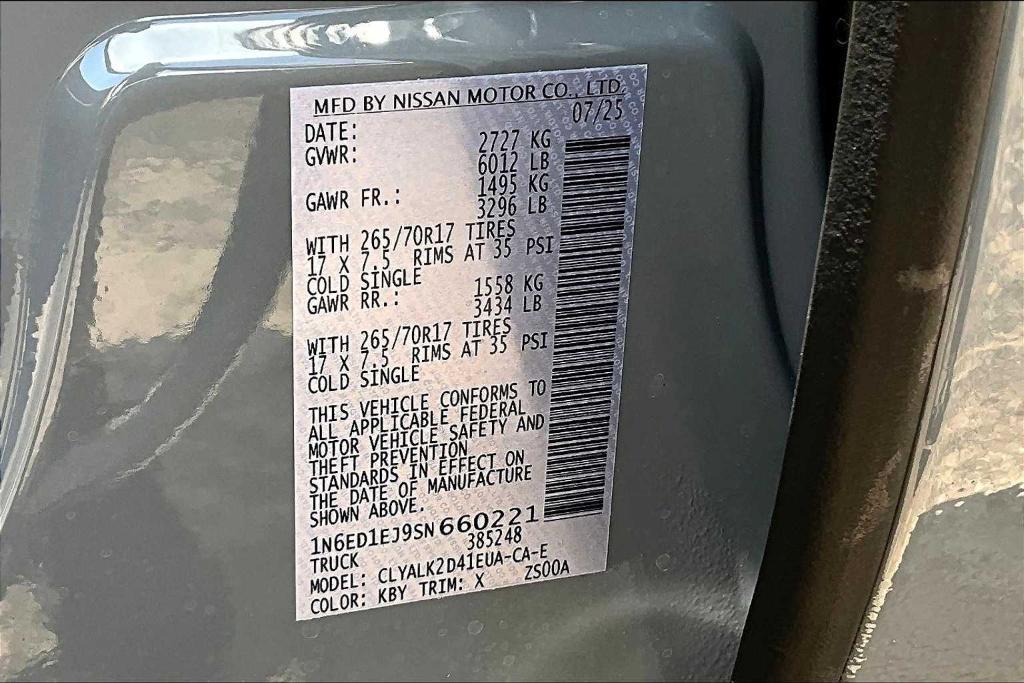 MFD BY NISSAN MOTOR CO., LTD.
DATE: 07/25
GVWR: 2727 KG
6012 LB
GAWR FR.: 1495 KG
3296 LB
WITH 265/70R17 TIRES
17 X 7.5 RIMS AT 35 PSI
COLD SINGLE
GAWR RR.: 1558 KG
3434 LB
WITH 265/70R17 TIRES
17 X 7.5 RIMS AT 35 PSI
COLD SINGLE
THIS VEHICLE CONFORMS TO
ALL APPLICABLE FEDERAL
MOTOR VEHICLE SAFETY AND
THEFT PREVENTION
STANDARDS IN EFFECT ON
THE DATE OF MANUFACTURE
SHOWN ABOVE.
1N6ED1EJ9SN660221
385248
TRUCK
MODEL: CLYALK2D41EUA-CA-E
COLOR: KBY TRIM: X ZS00A